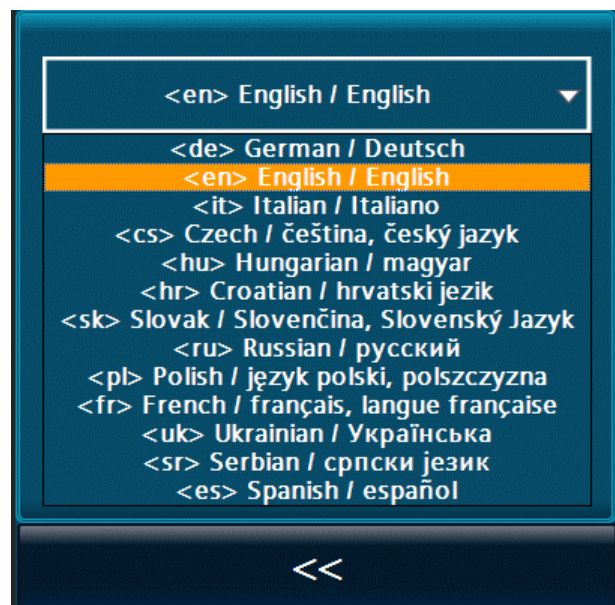 <en> English / English
<de> German / Deutsch
<en> English / English
<it> Italian / Italiano
<cs> Czech / čeština, český jazyk
<hu> Hungarian / magyar
<hr> Croatian / hrvatski jezik
<sk> Slovak / Slovenčina, Slovenský Jazyk
<ru> Russian / русский
<pl> Polish / język polski, polszczyzna
<fr> French / français, langue française
<uk> Ukrainian / Українська
<sr> Serbian / српски језик
<es> Spanish / español
<<